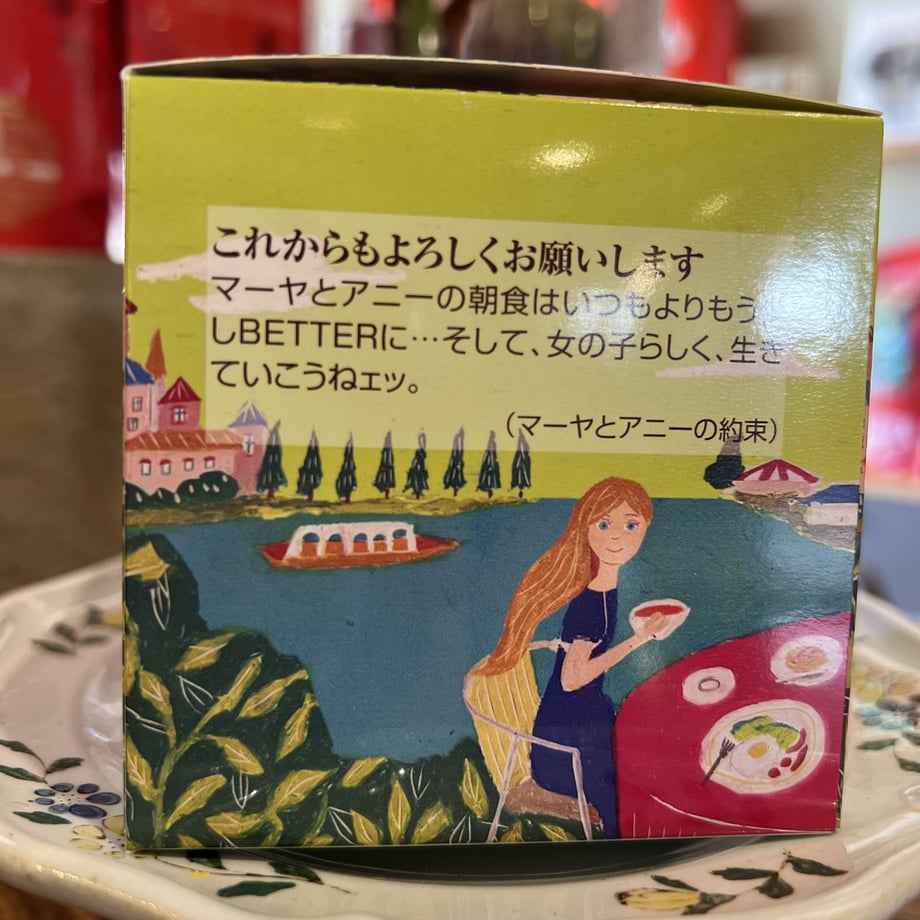 これからもよろしくお願いします
マーヤとアニーの朝食はいつもよりもう
しBETTERに…そして、女の子らしく、生き
ていこうねェッ。
（マーヤとアニーの約束）